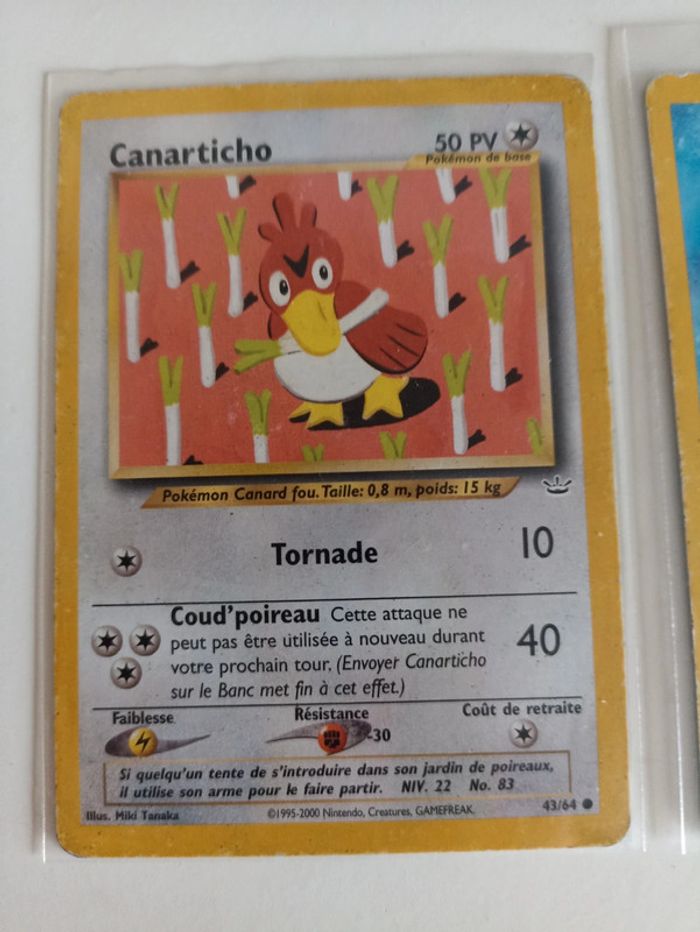 Canarticho
50 PV
Pokémon de base
Pokémon Canard fou. Taille: 0,8 m, poids: 15 kg
Tornade 10
Coud'poireau Cette attaque ne
peut pas être utilisée à nouveau durant
votre prochain tour. (Envoyer Canarticho
sur le Banc met fin à cet effet.)
40
Faiblesse
Résistance
-30
Coût de retraite
Si quelqu'un tente de s'introduire dans son jardin de poireaux,
il utilise son arme pour le faire partir. NIV. 22 No. 83
Illus. Miki Tanaka
©1995-2000 Nintendo, Creatures, GAMEFREAK.
43/64